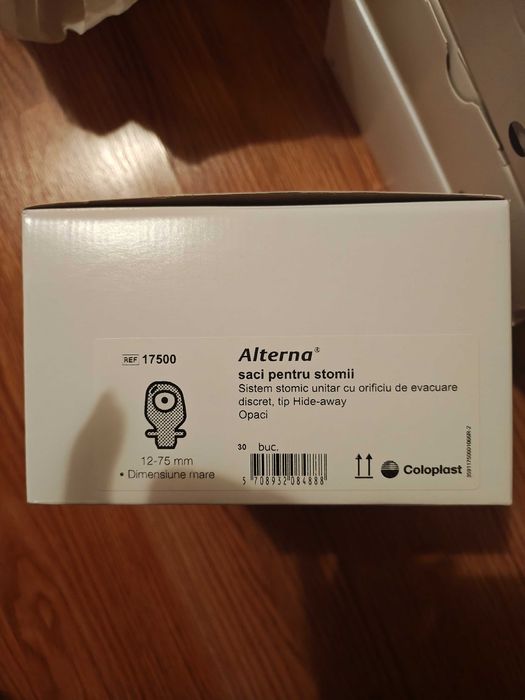 REF 17500
12-75 mm
• Dimensiune mare
Alterna®
saci pentru stomii
Sistem stomic unitar cu orificiu de evacuare
discret, tip Hide-away
Opaci
30 buc.
5 708932 084888
Coloplast